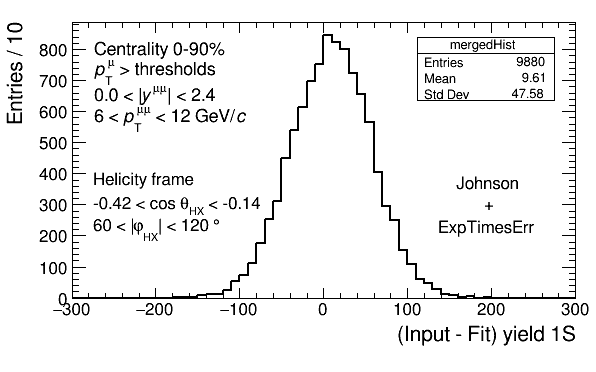 Entries / 10
800
700
600
500
400
300
200
100
0
Centrality 0-90%
p_T^μ > thresholds
0.0 < |y^μμ| < 2.4
6 < p_T^μμ < 12 GeV/c
Helicity frame
-0.42 < cos θ_HX < -0.14
60 < |φ_HX| < 120 °
mergedHist
Entries 9880
Mean 9.61
Std Dev 47.58
Johnson
+
ExpTimesErr
−300 −200 −100 0 100 200 300
(Input - Fit) yield 1S